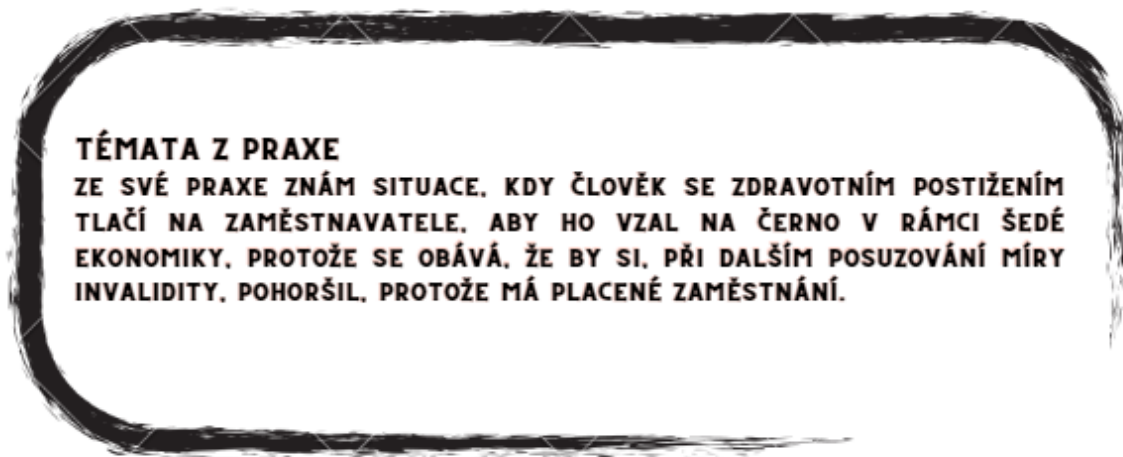 TÉMATA Z PRAXE
ZE SVÉ PRAXE ZNÁM SITUACE, KDY ČLOVĚK SE ZDRAVOTNÍM POSTIŽENÍM
TLAČÍ NA ZAMĚSTNAVATELE, ABY HO VZAL NA ČERNO V RÁMCI ŠEDÉ
EKONOMIKY, PROTOŽE SE OBÁVÁ, ŽE BY SI, PŘI DALŠÍM POSUZOVÁNÍ MÍRY
INVALIDITY, POHORŠIL, PROTOŽE MÁ PLACENÉ ZAMĚSTNÁNÍ.